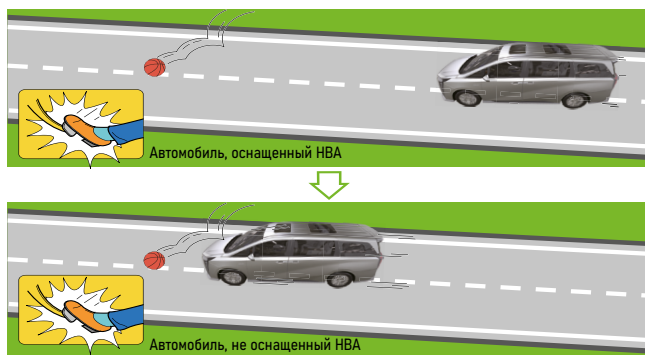 Автомобиль, оснащенный HBA
Автомобиль, не оснащенный HBA